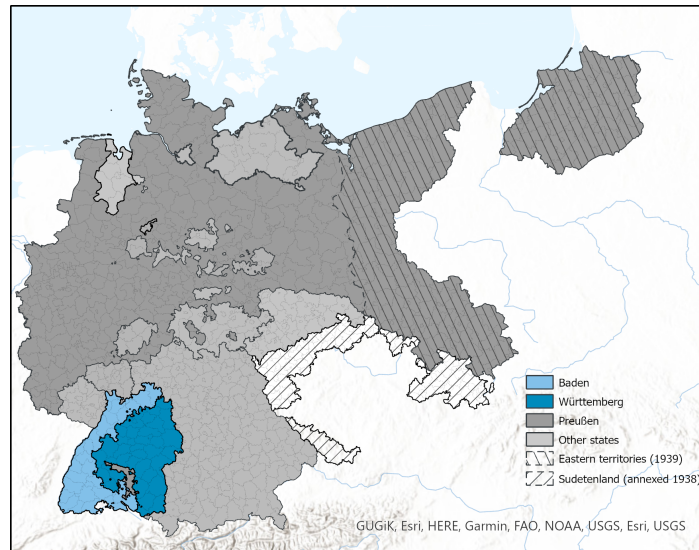 Baden
Württemberg
Preußen
Other states
Eastern territories (1939)
Sudetenland (annexed 1938)
GUGiK, Esri, HERE, Garmin, FAO, NOAA, USGS, Esri, USGS